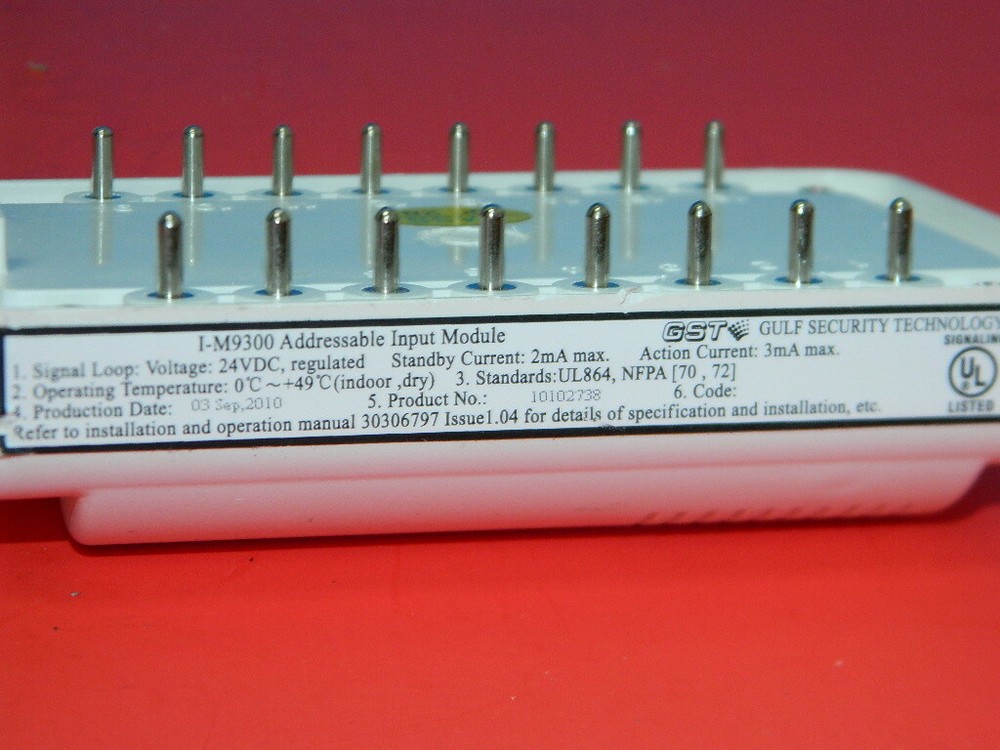 I-M9300 Addressable Input Module GST GULF SECURITY TECHNOLOGY
1. Signal Loop: Voltage: 24VDC, regulated Standby Current: 2mA max. Action Current: 3mA max.
2. Operating Temperature: 0℃～+49℃(indoor ,dry) 3. Standards:UL864, NFPA [70 , 72]
4. Production Date: 03 Sep,2010 5. Product No.: 10102738 6. Code:
Refer to installation and operation manual 30306797 Issue1.04 for details of specification and installation, etc.
SIGNALING
UL
LISTED